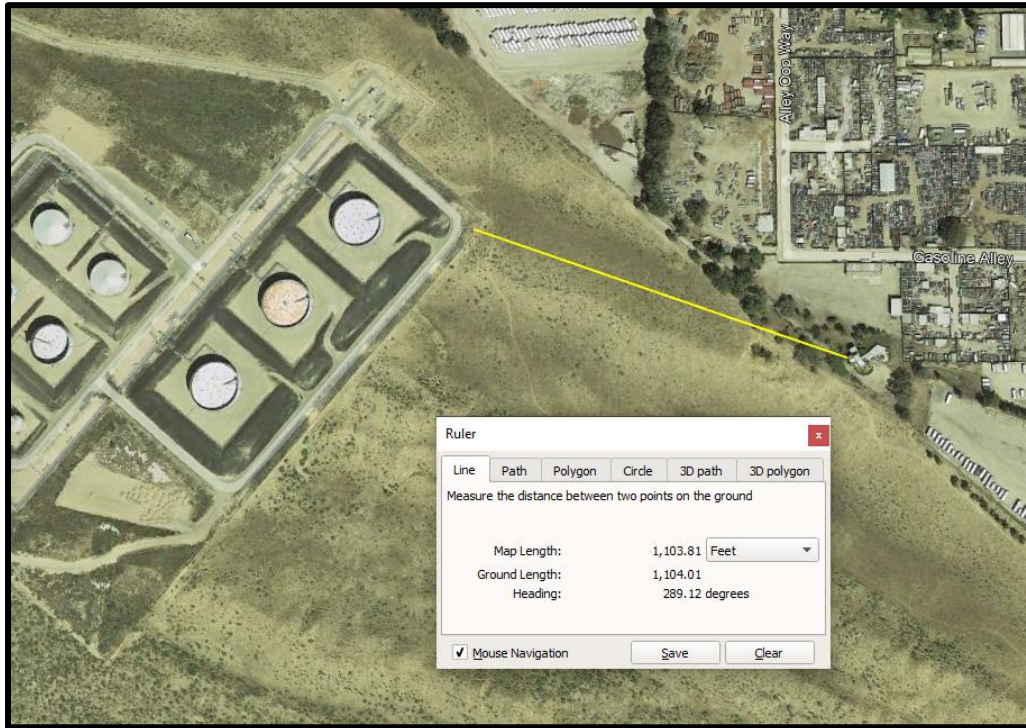 Alley Oop Way
Gasoline Alley
Ruler
x
Line Path Polygon Circle 3D path 3D polygon
Measure the distance between two points on the ground
Map Length: 1,103.81 Feet
Ground Length: 1,104.01
Heading: 289.12 degrees
Mouse Navigation Save Clear